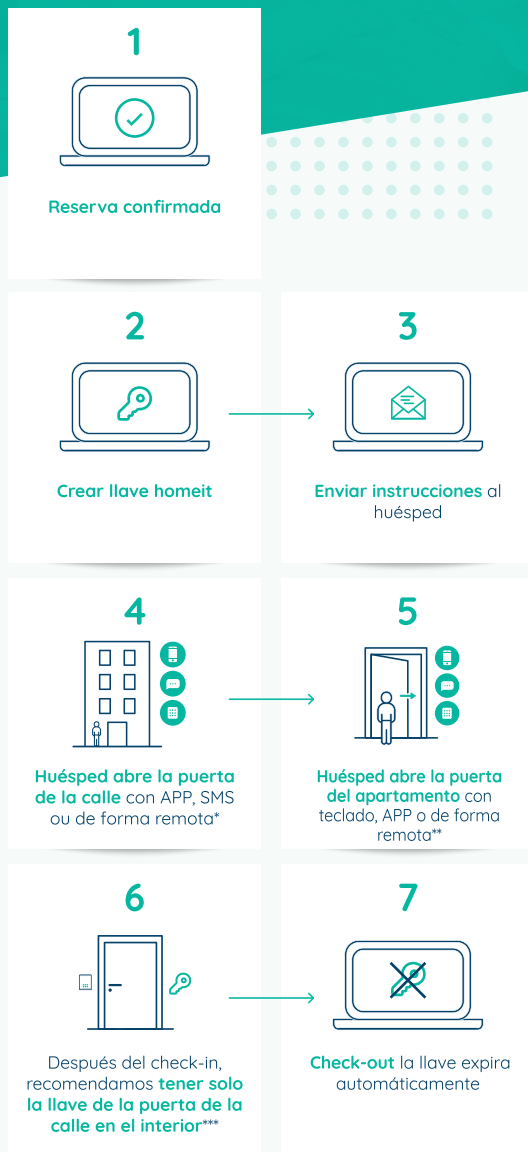 1
Reserva confirmada
2
Crear llave homeit
3
Enviar instrucciones al
huésped
4
Huésped abre la puerta
de la calle con APP, SMS
ou de forma remota*
5
Huésped abre la puerta
del apartamento con
teclado, APP o de forma
remota**
6
Después del check-in,
recomendamos tener solo
la llave de la puerta de la
calle en el interior***
7
Check-out la llave expira
automáticamente